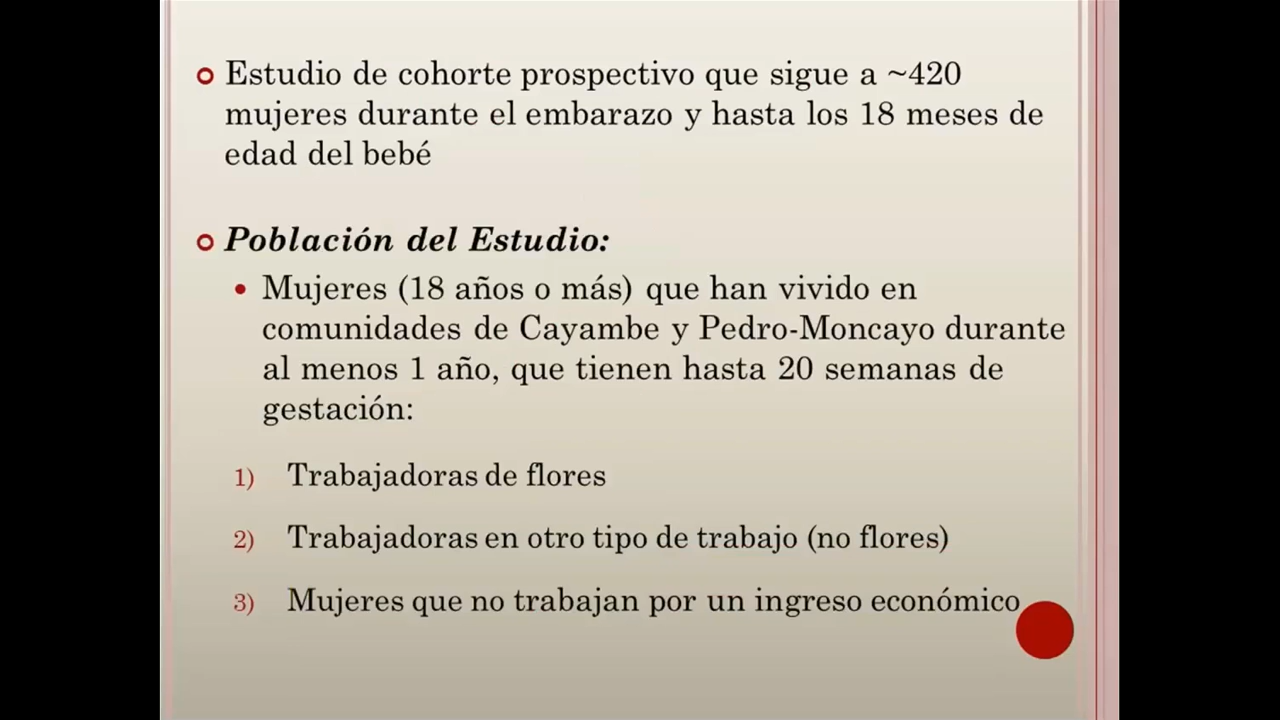 Estudio de cohorte prospectivo que sigue a ~420
mujeres durante el embarazo y hasta los 18 meses de
edad del bebé
Población del Estudio:
Mujeres (18 años o más) que han vivido en
comunidades de Cayambe y Pedro-Moncayo durante
al menos 1 año, que tienen hasta 20 semanas de
gestación:
1) Trabajadoras de flores
2) Trabajadoras en otro tipo de trabajo (no flores)
3) Mujeres que no trabajan por un ingreso económico